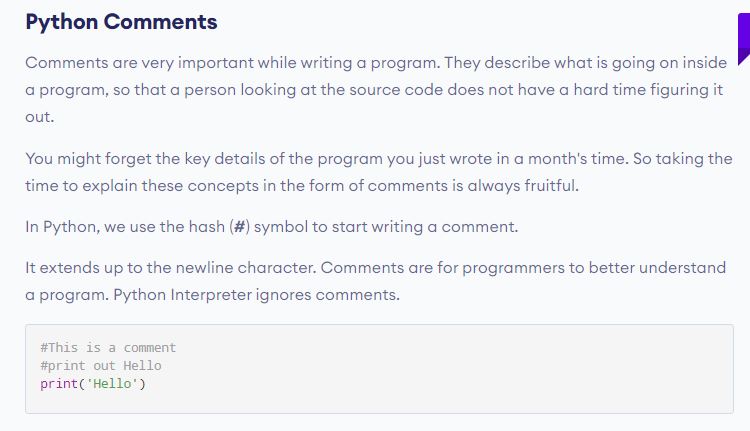 Python Comments
Comments are very important while writing a program. They describe what is going on inside
a program, so that a person looking at the source code does not have a hard time figuring it
out.
You might forget the key details of the program you just wrote in a month's time. So taking the
time to explain these concepts in the form of comments is always fruitful.
In Python, we use the hash (#) symbol to start writing a comment.
It extends up to the newline character. Comments are for programmers to better understand
a program. Python Interpreter ignores comments.
#This is a comment
#print out Hello
print('Hello')